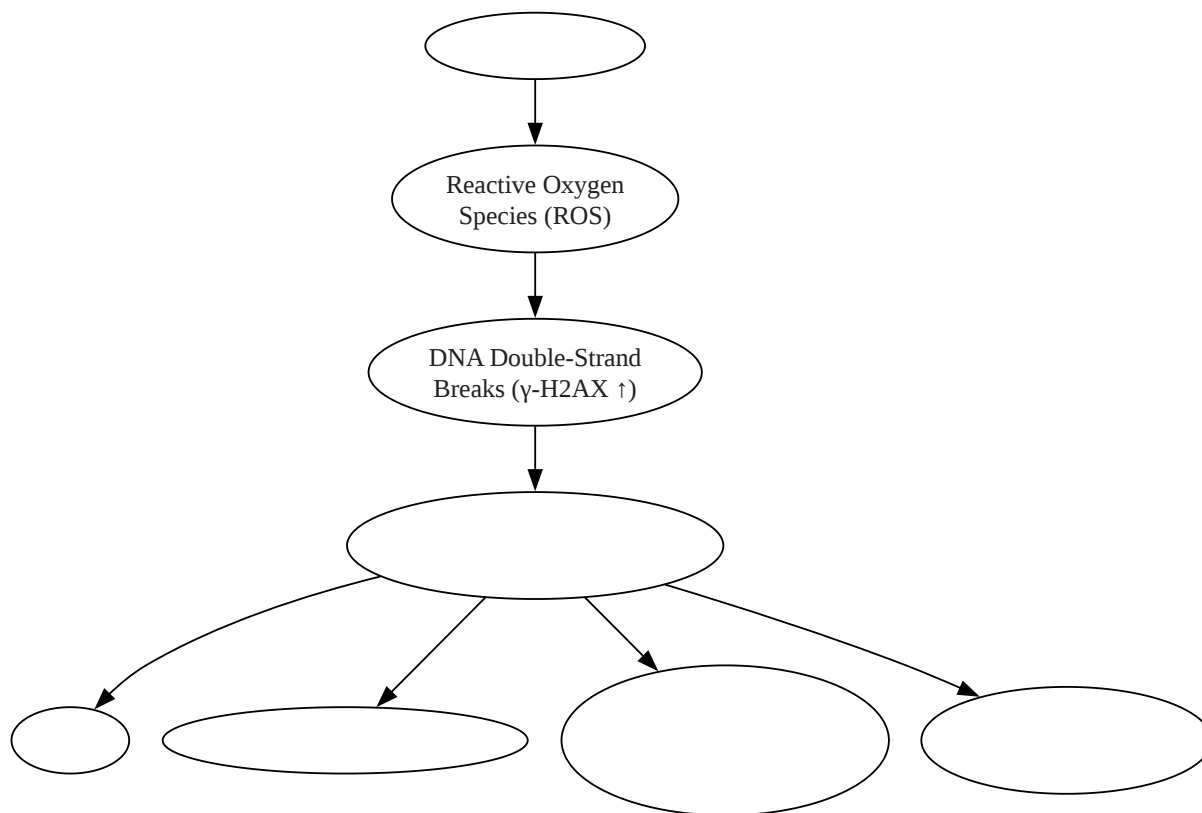 Reactive Oxygen
Species (ROS)
DNA Double-Strand
Breaks (γ-H2AX ↑)